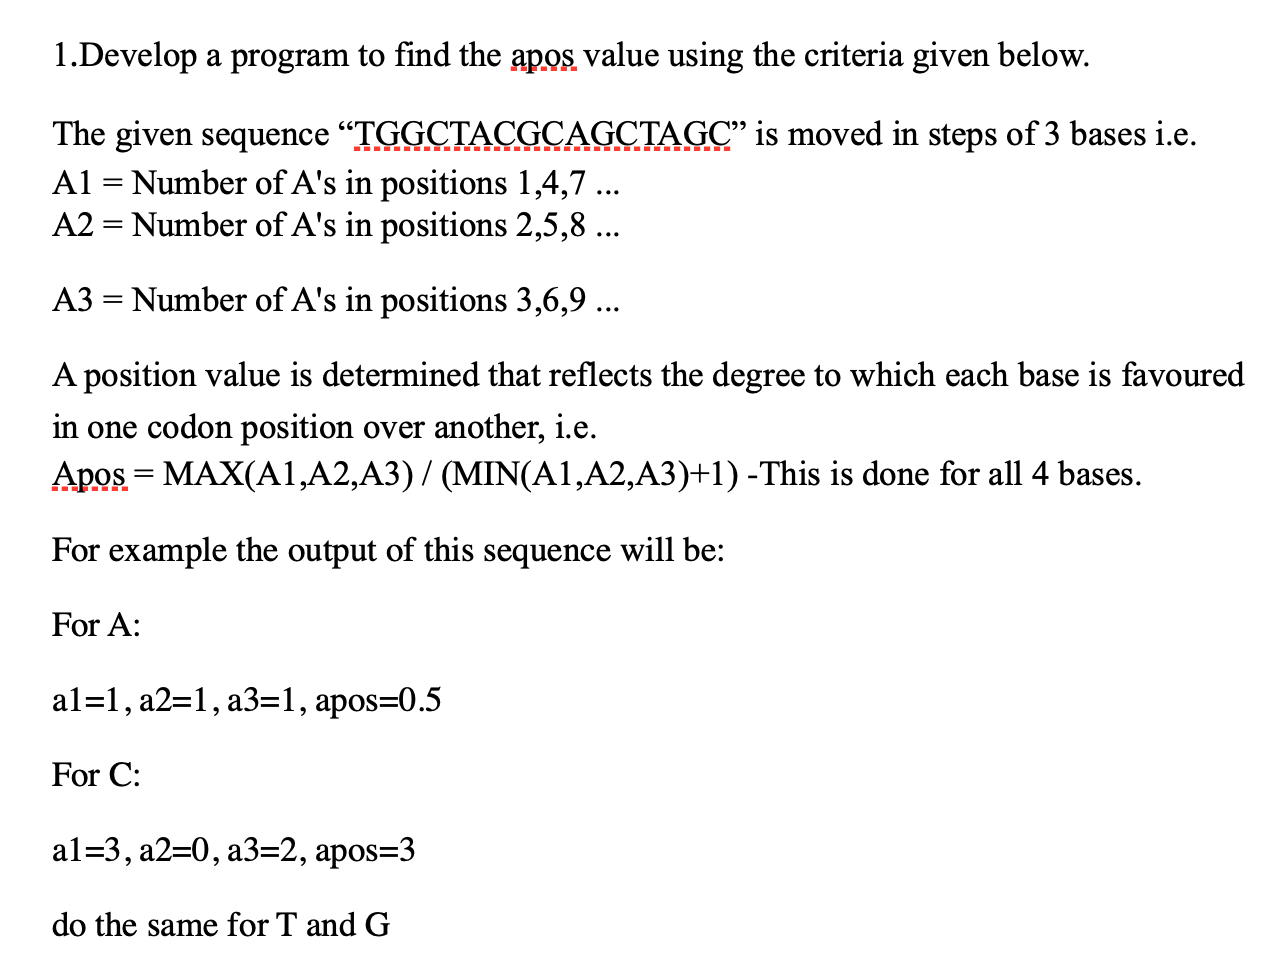 1.Develop a program to find the apos value using the criteria given below.
The given sequence “TGGCTACGCAGCTAGC” is moved in steps of 3 bases i.e.
A1 = Number of A's in positions 1,4,7 ...
A2 = Number of A's in positions 2,5,8 ...
A3 = Number of A's in positions 3,6,9 ...
A position value is determined that reflects the degree to which each base is favoured
in one codon position over another, i.e.
Apos = MAX(A1,A2,A3) / (MIN(A1,A2,A3)+1) -This is done for all 4 bases.
For example the output of this sequence will be:
For A:
a1=1, a2=1, a3=1, apos=0.5
For C:
a1=3, a2=0, a3=2, apos=3
do the same for T and G